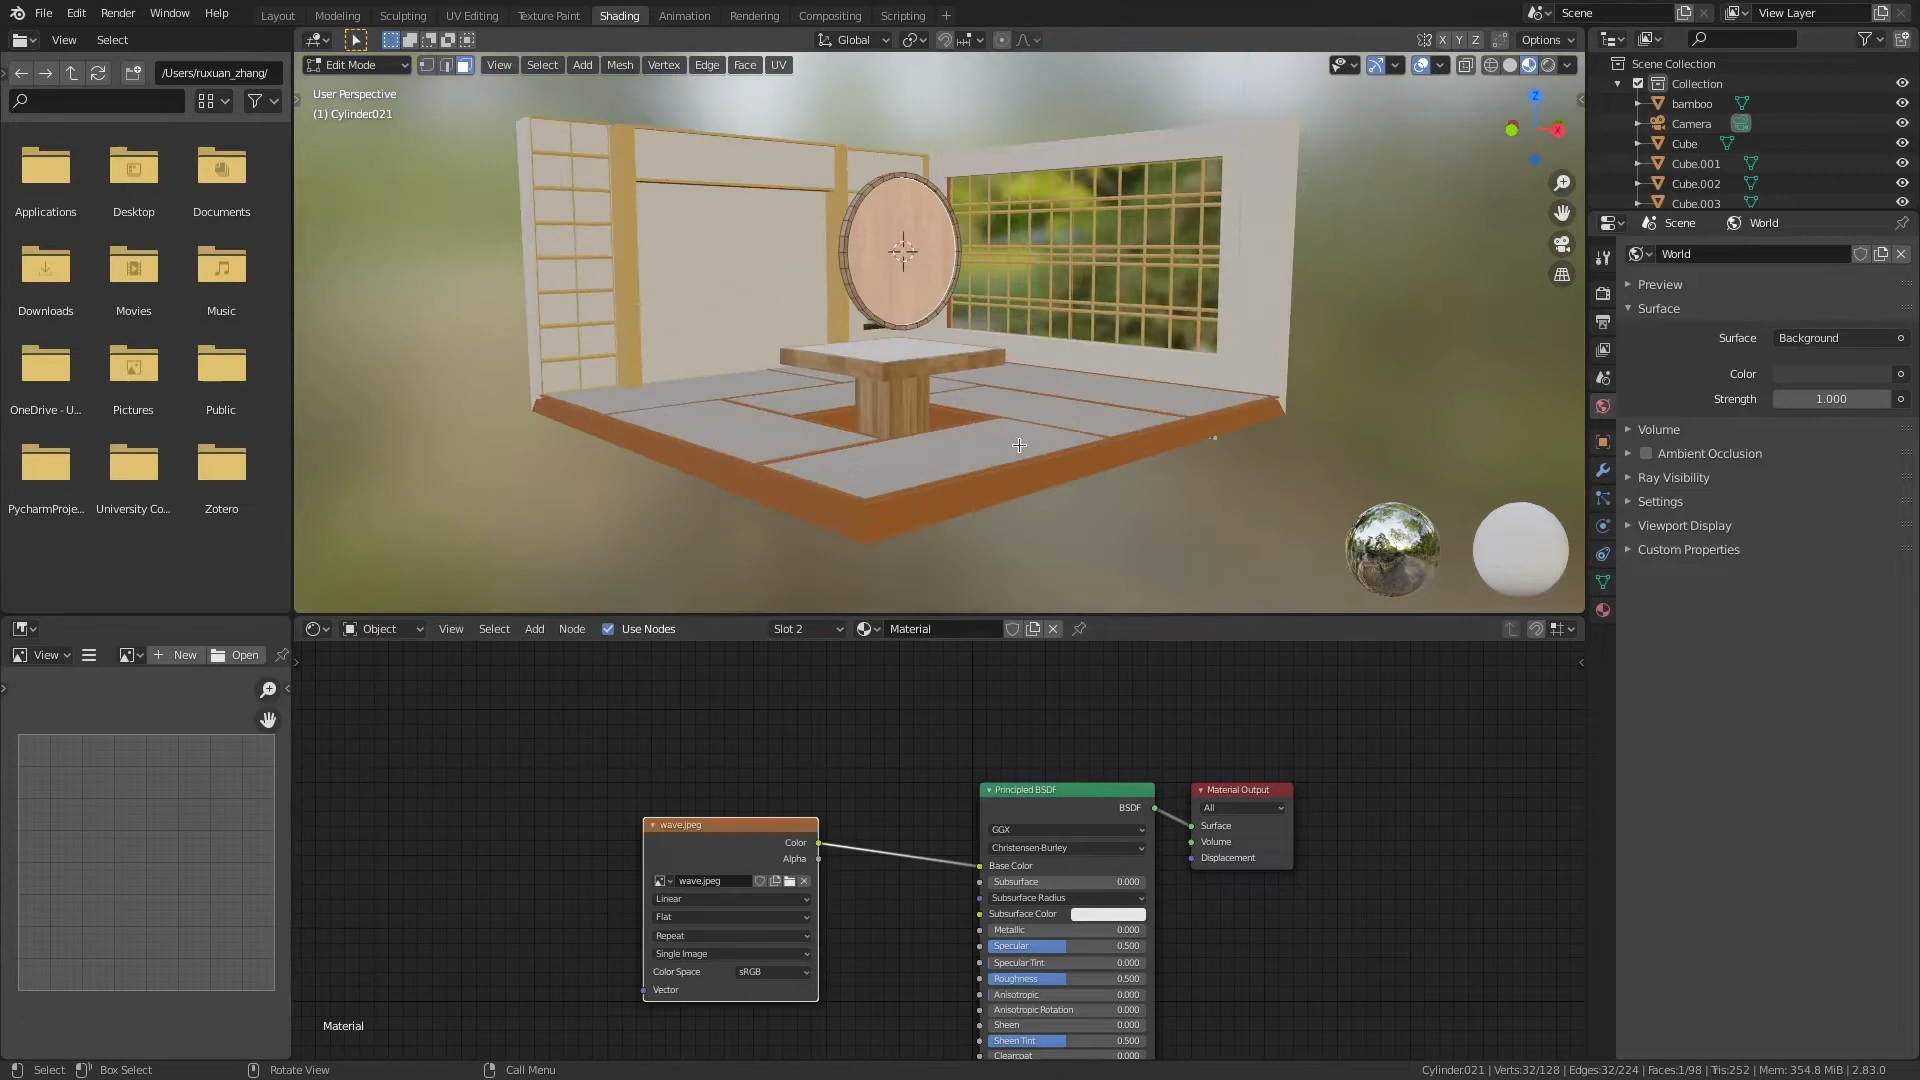 File Edit Render Window Help
Layout Modeling Sculpting UV Editing Texture Paint Shading Animation Rendering Compositing Scripting +
Scene
View Layer
View Select
Global
Options
X Y Z
/Users/ruxuan_zhang/
Edit Mode
View Select Add Mesh Vertex Edge Face UV
User Perspective
(1) Cylinder.021
Z
X
Applications Desktop Documents
Downloads Movies Music
OneDrive - U... Pictures Public
PycharmProje... University Co... Zotero
Scene Collection
Collection
bamboo
Camera
Cube
Cube.001
Cube.002
Cube.003
Scene World
World
Preview
Surface
Surface Background
Color
Strength 1.000
Volume
Ambient Occlusion
Ray Visibility
Settings
Viewport Display
Custom Properties
View New Open
Object View Select Add Node Use Nodes Slot 2 Material
wave.jpeg
Color
Alpha
wave.jpeg
Linear
Flat
Repeat
Single Image
Color Space sRGB
Vector
Principled BSDF
BSDF
GGX
Christensen-Burley
Base Color
Subsurface 0.000
Subsurface Radius
Subsurface Color
Metallic 0.000
Specular 0.500
Specular Tint 0.000
Roughness 0.500
Anisotropic 0.000
Anisotropic Rotation 0.000
Sheen 0.000
Sheen Tint 0.500
Clearcoat 0.000
Material Output
All
Surface
Volume
Displacement
Material
Select Box Select Rotate View Call Menu
Cylinder.021 | Verts:32/128 | Edges:32/224 | Faces:1/98 | Tris:252 | Mem: 354.8 MiB | 2.83.0